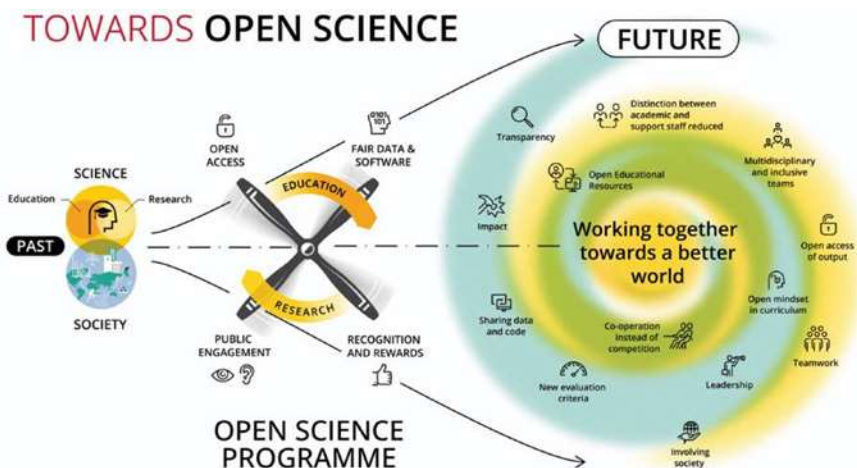 TOWARDS OPEN SCIENCE
FUTURE
OPEN
ACCESS
0101
101
FAIR DATA &
SOFTWARE
SCIENCE
Education
Research
PAST
SOCIETY
EDUCATION
RESEARCH
PUBLIC
ENGAGEMENT
RECOGNITION
AND REWARDS
OPEN SCIENCE
PROGRAMME
Transparency
Distinction between
academic and
support staff reduced
Multidisciplinary
and inclusive
teams
Open Educational
Resources
Impact
Working together
towards a better
world
Open access
of output
Open mindset
in curriculum
Sharing data
and code
Co-operation
instead of
competition
Teamwork
New evaluation
criteria
Leadership
Involving
society